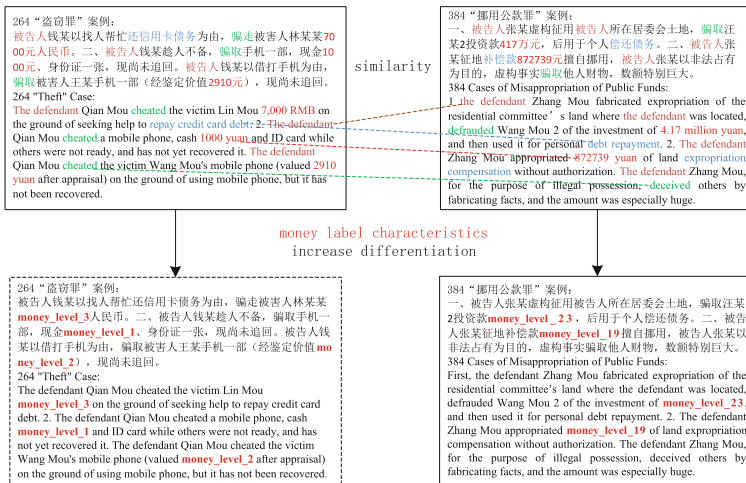 264 “盗窃罪”案例：
被告人钱某以找人帮忙还信用卡债务为由，骗走被害人林某某70
00元人民币。二、被告人钱某趁人不备，骗取手机一部，现金10
00元、身份证一张，现尚未追回。被告人钱某以借打手机为由，
骗取被害人王某手机一部（经鉴定价值2910元），现尚未追回。
264 "Theft" Case:
The defendant Qian Mou cheated the victim Lin Mou 7,000 RMB on
the ground of seeking help to repay credit card debt. 2. The defendant
Qian Mou cheated a mobile phone, cash 1000 yuan and ID card while
others were not ready, and has not yet recovered it. The defendant
Qian Mou cheated the victim Wang Mou's mobile phone (valued 2910
yuan after appraisal) on the ground of using mobile phone, but it has
not been recovered.
similarity
384 “挪用公款罪”案例：
一、被告人张某虚构征用被告人所在居委会土地，骗取汪
某2投资款417万元，后用于个人偿还债务。二、被告人张
某征地补偿款872739元擅自挪用，被告人张某以非法占有
为目的，虚构事实骗取他人财物，数额特别巨大。
384 Cases of Misappropriation of Public Funds:
1. the defendant Zhang Mou fabricated expropriation of the
residential committee’s land where the defendant was located,
defrauded Wang Mou 2 of the investment of 4.17 million yuan,
and then used it for personal debt repayment. 2. The defendant
Zhang Mou appropriated 872739 yuan of land expropriation
compensation without authorization. The defendant Zhang Mou,
for the purpose of illegal possession, deceived others by
fabricating facts, and the amount was especially huge.
money label characteristics
increase differentiation
264 “盗窃罪”案例：
被告人钱某以找人帮忙还信用卡债务为由，骗走被害人林某某
money_level_3人民币。二、被告人钱某趁人不备，骗取手机一
部，现金money_level_1、身份证一张，现尚未追回。被告人钱
某以借打手机为由，骗取被害人王某手机一部（经鉴定价值mo
ney_level_2），现尚未追回。
264 "Theft" Case:
The defendant Qian Mou cheated the victim Lin Mou
money_level_3 on the ground of seeking help to repay credit card
debt. 2. The defendant Qian Mou cheated a mobile phone, cash
money_level_1 and ID card while others were not ready, and has
not yet recovered it. The defendant Qian Mou cheated the victim
Wang Mou's mobile phone (valued money_level_2 after appraisal)
on the ground of using mobile phone, but it has not been recovered.
384 “挪用公款罪”案例：
一、被告人张某虚构征用被告人所在居委会土地，骗取汪某
2投资款money_level_23，后用于个人偿债务。二、被告
人张某征地补偿款money_level_19擅自挪用，被告人张某以
非法占有为目的，虚构事实骗取他人财物，数额特别巨大。
384 Cases of Misappropriation of Public Funds:
First, the defendant Zhang Mou fabricated expropriation of the
residential committee’s land where the defendant was located,
defrauded Wang Mou 2 of the investment of money_level_23,
and then used it for personal debt repayment. 2. The defendant
Zhang Mou appropriated money_level_19 of land expropriation
compensation without authorization. The defendant Zhang Mou,
for the purpose of illegal possession, deceived others by
fabricating facts, and the amount was especially huge.